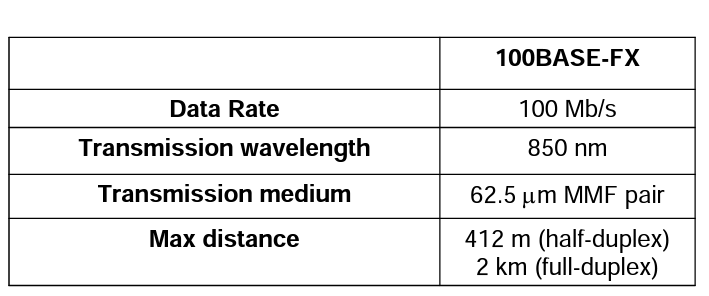 100BASE-FX
Data Rate 100 Mb/s
Transmission wavelength 850 nm
Transmission medium 62.5 μm MMF pair
Max distance 412 m (half-duplex)
2 km (full-duplex)